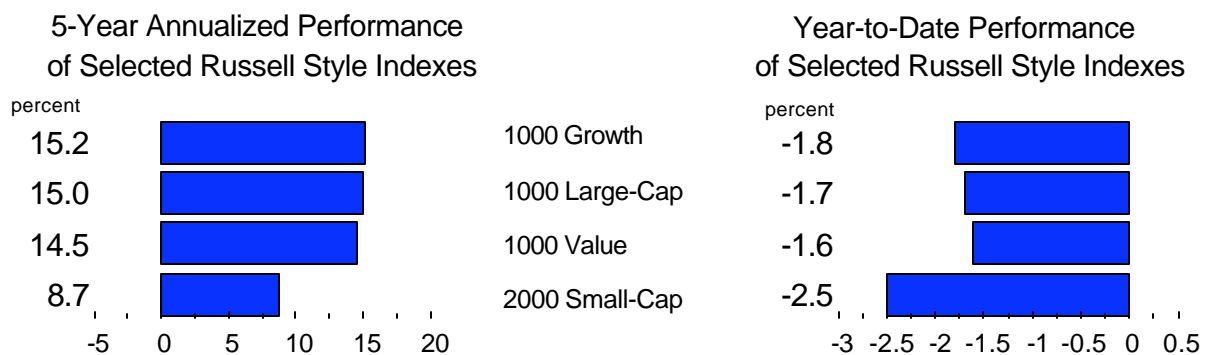 5-Year Annualized Performance
of Selected Russell Style Indexes
percent
15.2
15.0
14.5
8.7
-5 0 5 10 15 20
1000 Growth
1000 Large-Cap
1000 Value
2000 Small-Cap
Year-to-Date Performance
of Selected Russell Style Indexes
percent
-1.8
-1.7
-1.6
-2.5
-3 -2.5 -2 -1.5 -1 -0.5 0 0.5